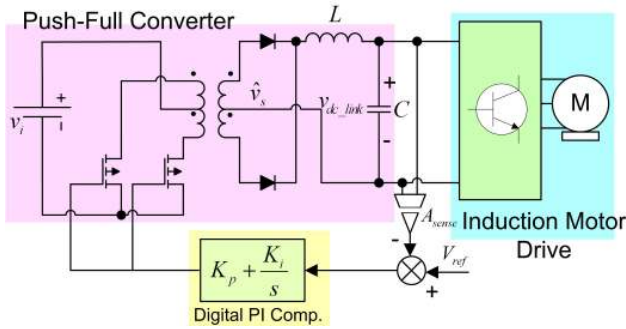 Push-Full Converter
L
+
v_i
-
v̂_s
v_dc_link
+
C
-
M
A_sense
Induction Motor
Drive
-
V_ref
+
K_p + K_i/s
Digital PI Comp.